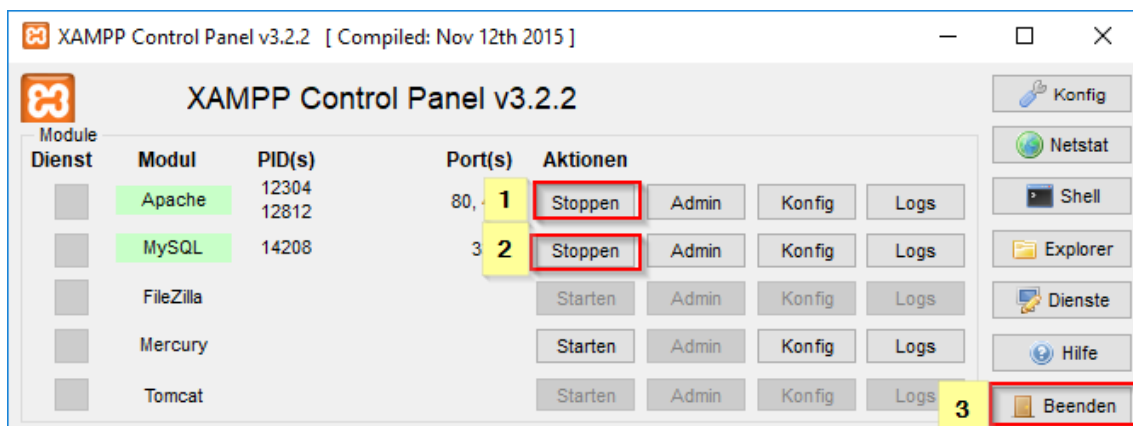 XAMPP Control Panel v3.2.2 [ Compiled: Nov 12th 2015 ]
XAMPP Control Panel v3.2.2
Konfig
Module
Netstat
Dienst Modul PID(s) Port(s) Aktionen
Apache 12304 12812 80, 1 Stoppen Admin Konfig Logs
Shell
MySQL 14208 3 2 Stoppen Admin Konfig Logs
Explorer
FileZilla Starten Admin Konfig Logs
Dienste
Mercury Starten Admin Konfig Logs
Hilfe
Tomcat Starten Admin Konfig Logs
3 Beenden